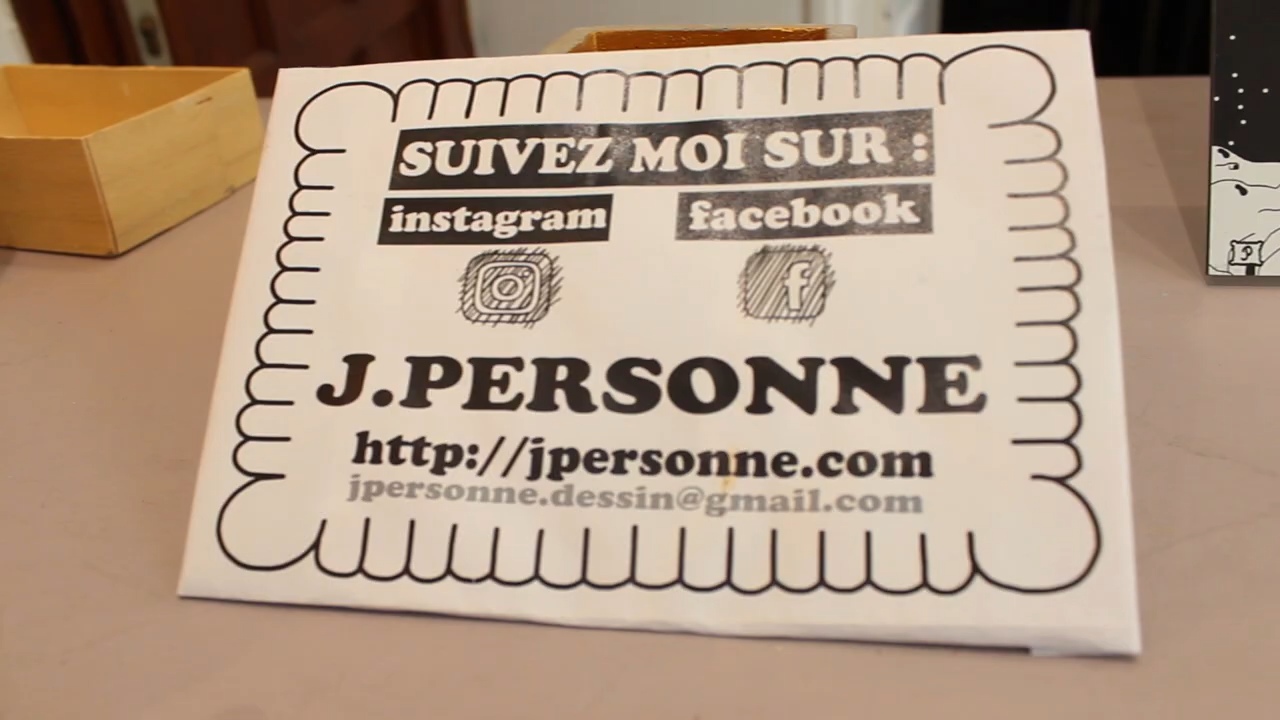 SUIVEZ MOI SUR :
instagram facebook
J.PERSONNE
http://jpersonne.com
jpersonne.dessin@gmail.com